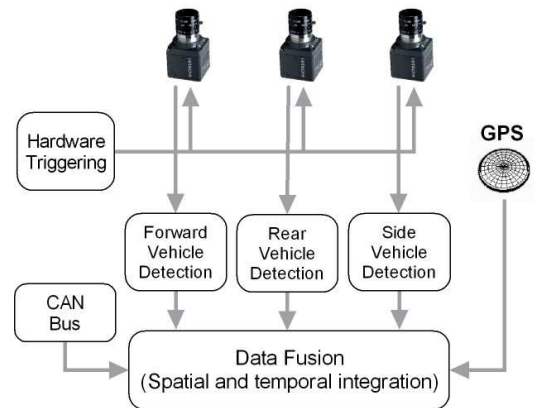 Hardware
Triggering
GPS
Forward
Vehicle
Detection
Rear
Vehicle
Detection
Side
Vehicle
Detection
CAN
Bus
Data Fusion
(Spatial and temporal integration)